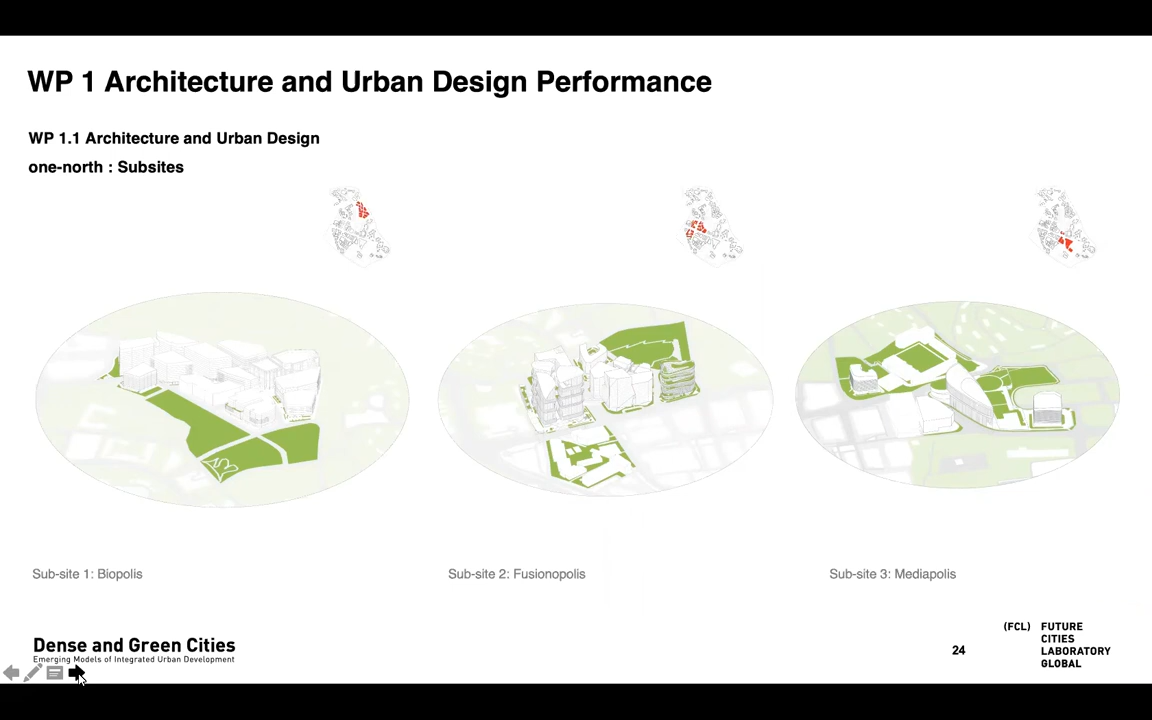 WP 1 Architecture and Urban Design Performance
WP 1.1 Architecture and Urban Design
one-north : Subsites
Sub-site 1: Biopolis
Sub-site 2: Fusionopolis
Sub-site 3: Mediapolis
Dense and Green Cities
Emerging Models of Integrated Urban Development
24
(FCL) FUTURE
CITIES
LABORATORY
GLOBAL